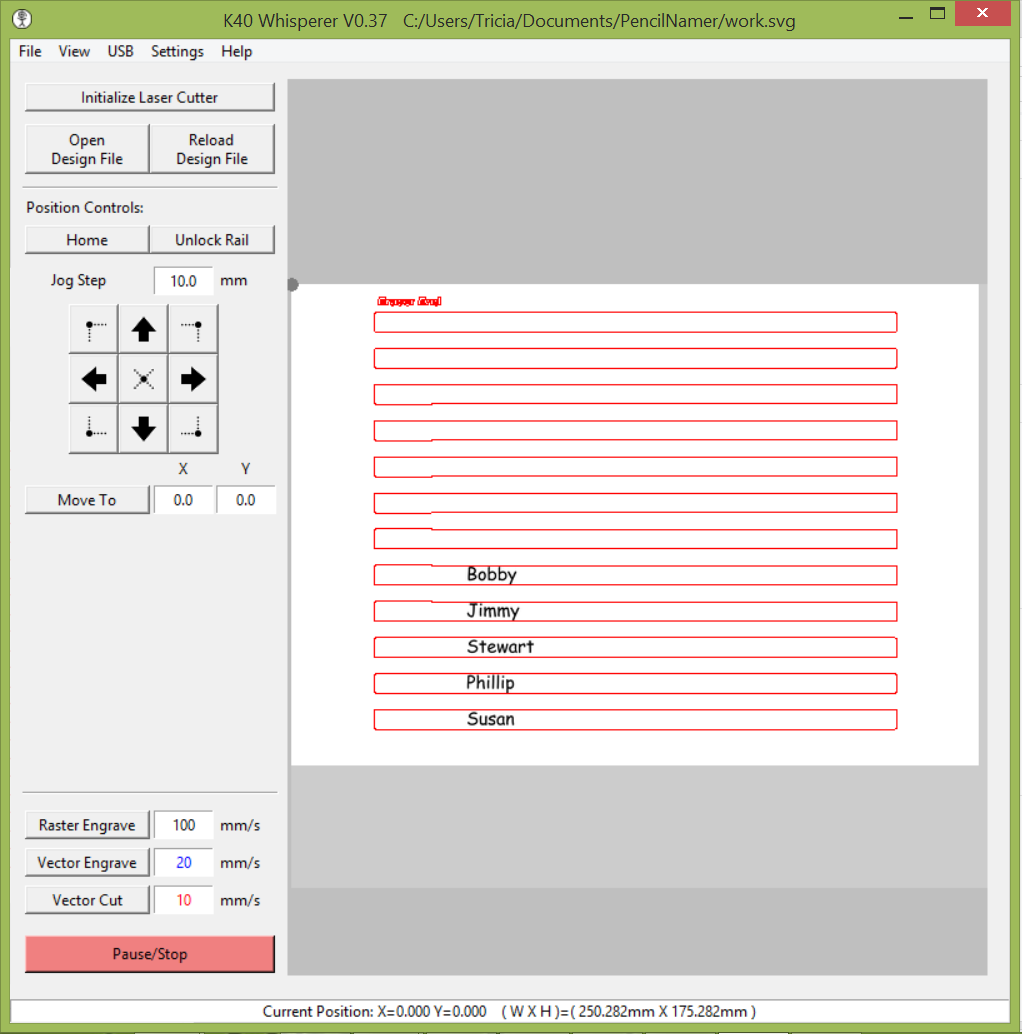 K40 Whisperer V0.37 C:/Users/Tricia/Documents/PencilNamer/work.svg
File View USB Settings Help
Initialize Laser Cutter
Open Design File
Reload Design File
Position Controls:
Home Unlock Rail
Jog Step 10.0 mm
X Y
Move To 0.0 0.0
Bobby
Jimmy
Stewart
Phillip
Susan
Raster Engrave 100 mm/s
Vector Engrave 20 mm/s
Vector Cut 10 mm/s
Pause/Stop
Current Position: X=0.000 Y=0.000 ( W X H )=( 250.282mm X 175.282mm )